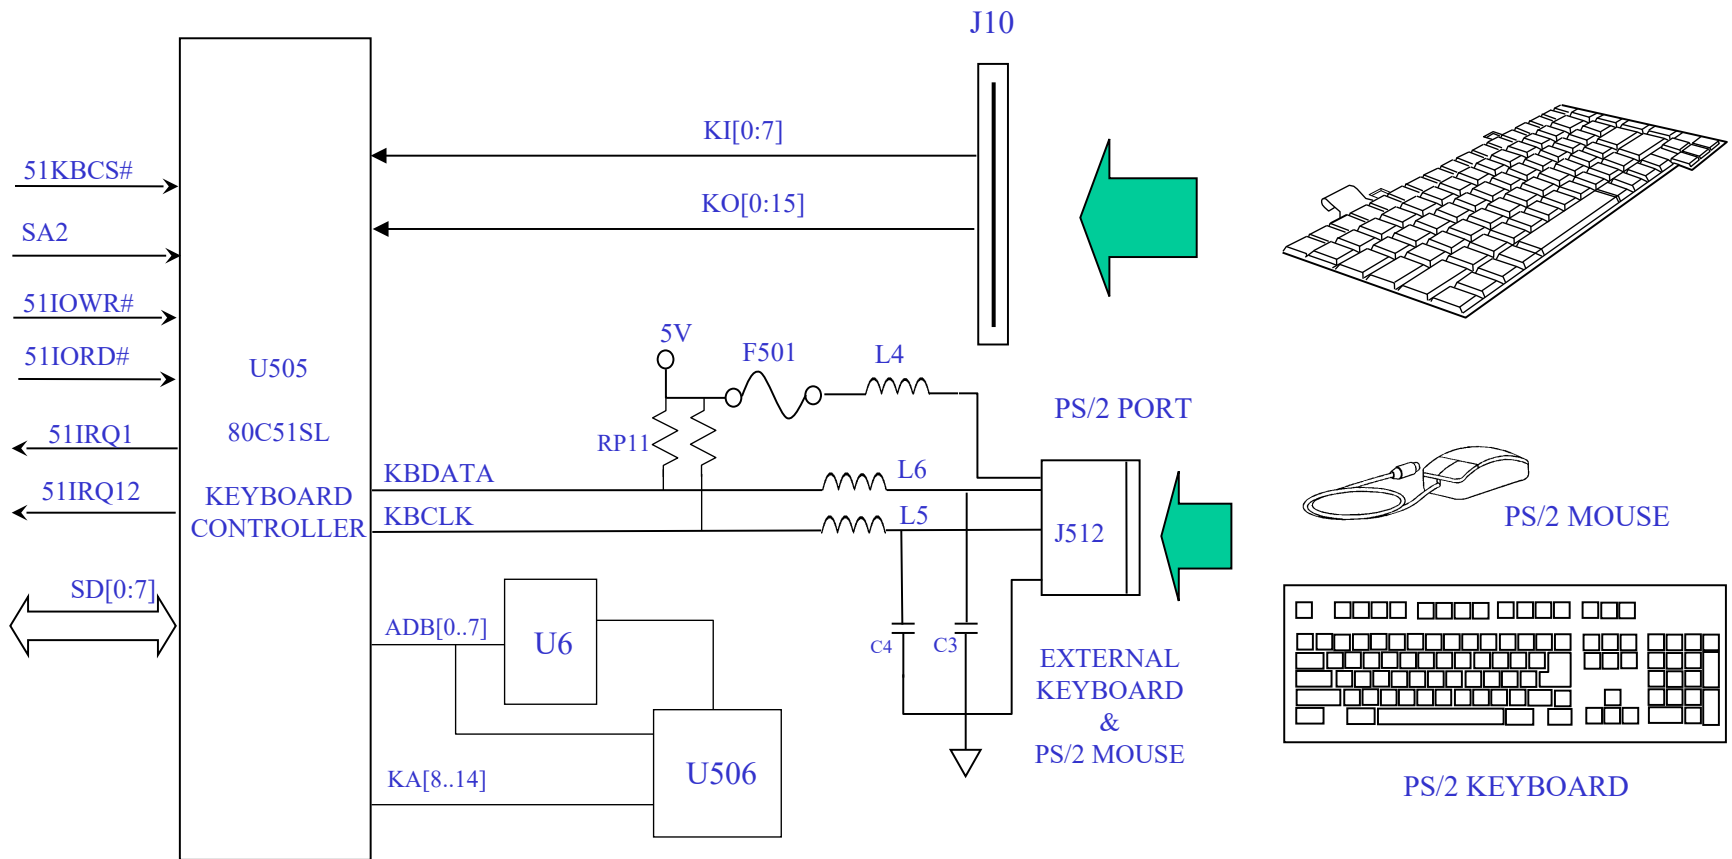 J10
KI[0:7]
51KBCS#
KO[0:15]
SA2
51IOWR#
5V
F501
L4
51IORD#
U505
PS/2 PORT
51IRQ1
80C51SL
RP11
KBDATA
L6
51IRQ12
KEYBOARD
CONTROLLER
KBCLK
L5
J512
PS/2 MOUSE
SD[0:7]
ADB[0..7]
U6
C4
C3
EXTERNAL
KEYBOARD
&
PS/2 MOUSE
KA[8..14]
U506
PS/2 KEYBOARD